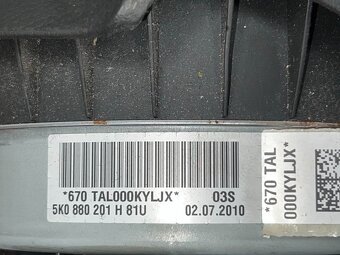 *670 TAL000KYLJX* 03S
5K0 880 201 H 81U 02.07.2010
*670 TAL
000KYLJX*